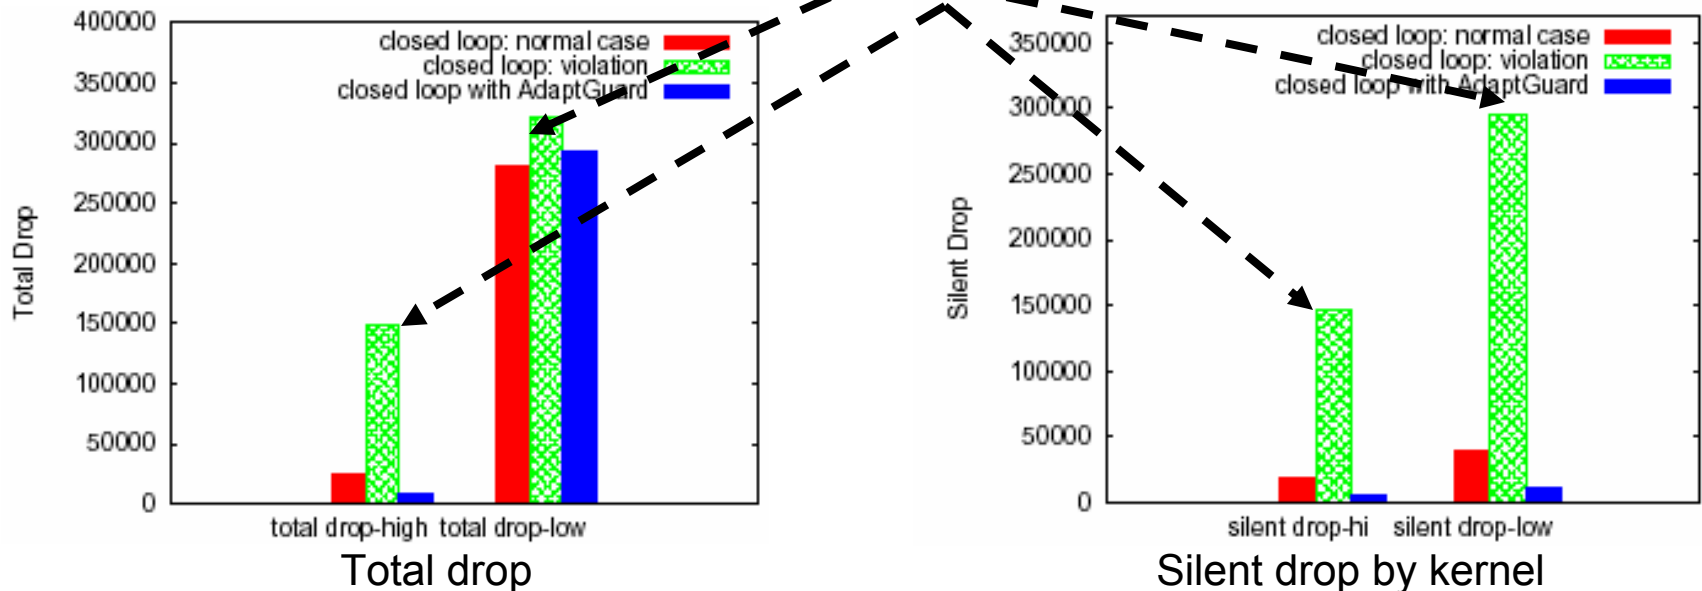 400000
350000
300000
250000
200000
150000
100000
50000
0
Total Drop
closed loop: normal case
closed loop: violation
closed loop with AdaptGuard
total drop-high total drop-low
Total drop
350000
300000
250000
200000
150000
100000
50000
0
Silent Drop
closed loop: normal case
closed loop: violation
closed loop with AdaptGuard
silent drop-hi silent drop-low
Silent drop by kernel